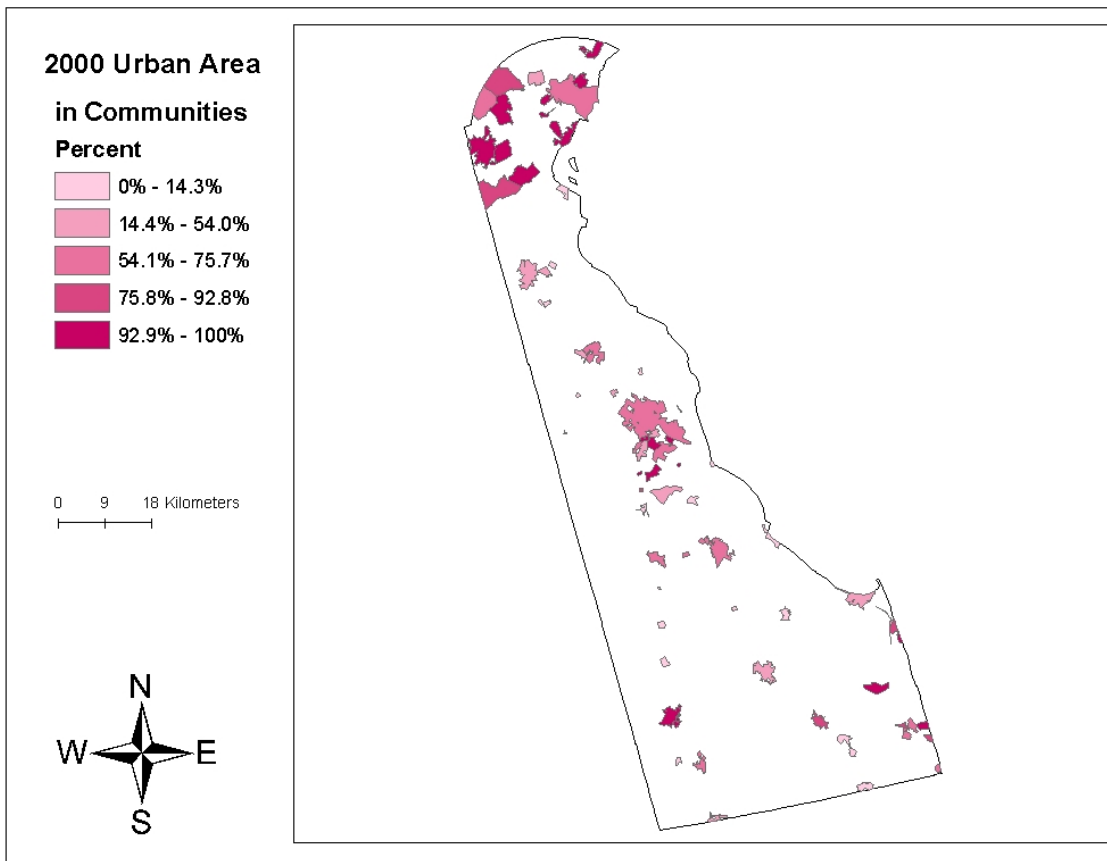 2000 Urban Area
in Communities
Percent
0% - 14.3%
14.4% - 54.0%
54.1% - 75.7%
75.8% - 92.8%
92.9% - 100%
0 9 18 Kilometers
N
W E
S